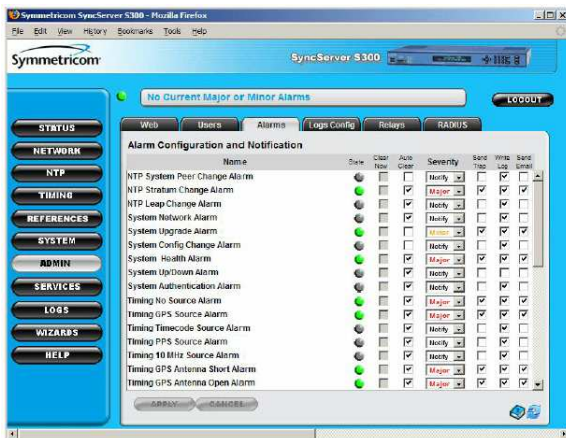 Symmetricom SyncServer S300 - Mozilla Firefox
File Edit View History Bookmarks Tools Help
Symmetricom
SyncServer S300
No Current Major or Minor Alarms
LOGOUT
STATUS
NETWORK
NTP
TIMING
REFERENCES
SYSTEM
ADMIN
SERVICES
LOGS
WIZARDS
HELP
Web Users Alarms Logs Config Relays RADIUS
Alarm Configuration and Notification
Name State Clear Now Auto Clear Severity Send Trap Write Log Send Email
NTP System Peer Change Alarm Notify
NTP Stratum Change Alarm Major
NTP Leap Change Alarm Notify
System Network Alarm Notify
System Upgrade Alarm Minor
System Config Change Alarm Notify
System Health Alarm Major
System Up/Down Alarm Notify
System Authentication Alarm Notify
Timing No Source Alarm Major
Timing GPS Source Alarm Major
Timing Timecode Source Alarm Notify
Timing PPS Source Alarm Notify
Timing 10 MHz Source Alarm Notify
Timing GPS Antenna Short Alarm Major
Timing GPS Antenna Open Alarm Major
APPLY CANCEL